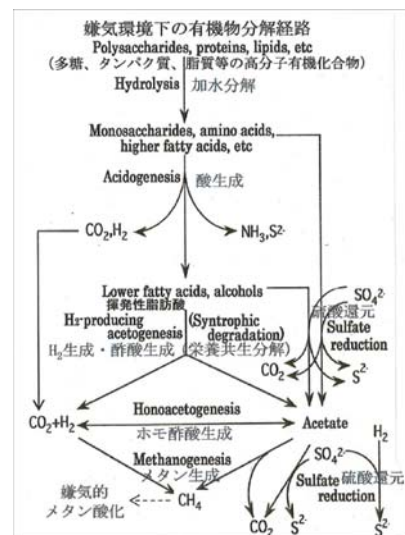 嫌気環境下の有機物分解経路
Polysaccharides, proteins, lipids, etc
(多糖、タンパク質、脂質等の高分子有機化合物)
Hydrolysis 加水分解
Monosaccharides, amino acids,
higher fatty acids, etc
Acidogenesis 酸生成
CO₂,H₂
NH₃,S²⁻
Lower fatty acids, alcohols
揮発性脂肪酸
H₂-producing
acetogenesis
(Syntrophic
degradation)
H₂生成・酢酸生成 (栄養共生分解)
SO₄²⁻
硫酸還元
Sulfate
reduction
CO₂
S²⁻
CO₂+H₂
Honoacetogenesis
ホモ酢酸生成
Acetate
H₂
Methanogenesis
メタン生成
SO₄²⁻
Sulfate
reduction
硫酸還元
嫌気的
メタン酸化
CH₄
CO₂
S²⁻
S²⁻